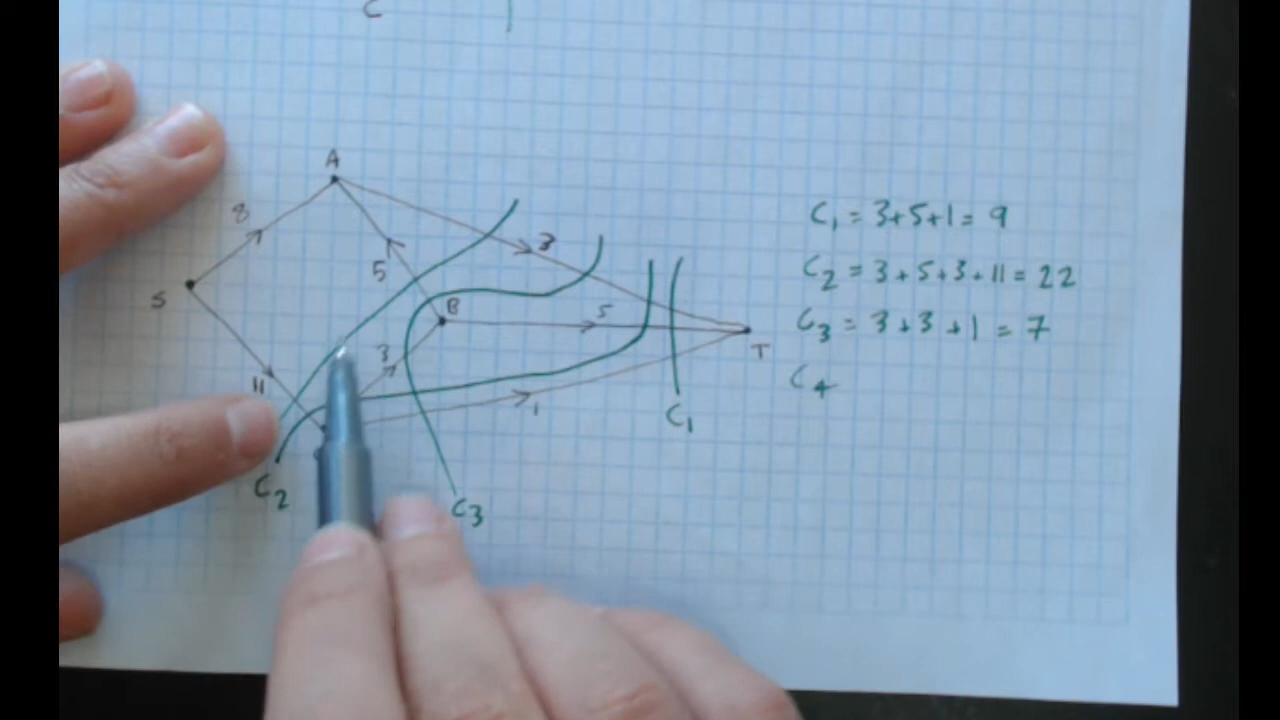 C
A
8
3
C₁ = 3+5+1 = 9
5
C₂ = 3+5+3+11 = 22
S
B
5
C₃ = 3+3+1 = 7
T
3
11
C₄
1
C₁
C₂
C₃